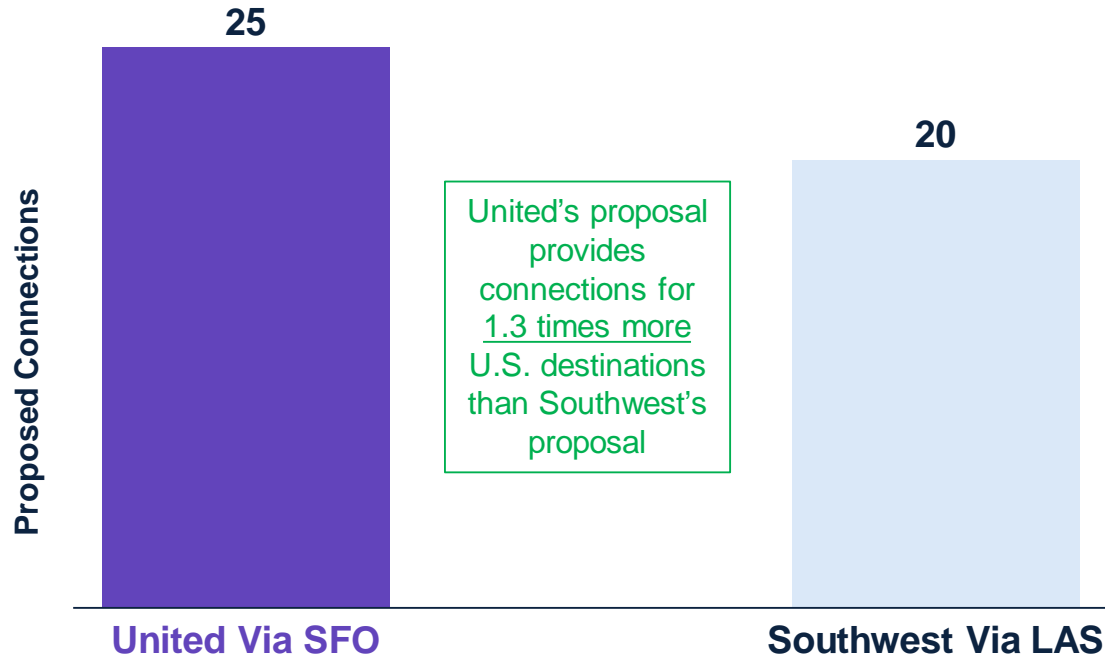 25
20
Proposed Connections
United’s proposal
provides
connections for
1.3 times more
U.S. destinations
than Southwest’s
proposal
United Via SFO
Southwest Via LAS